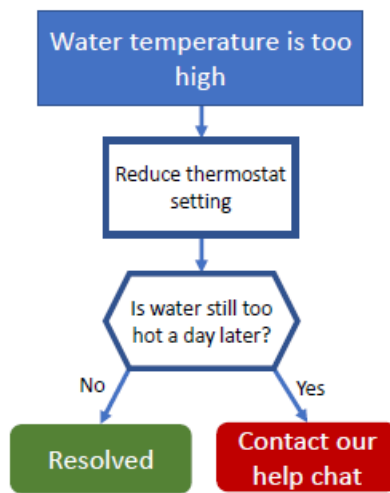 Water temperature is too
high
Reduce thermostat
setting
Is water still too
hot a day later?
No
Yes
Resolved
Contact our
help chat